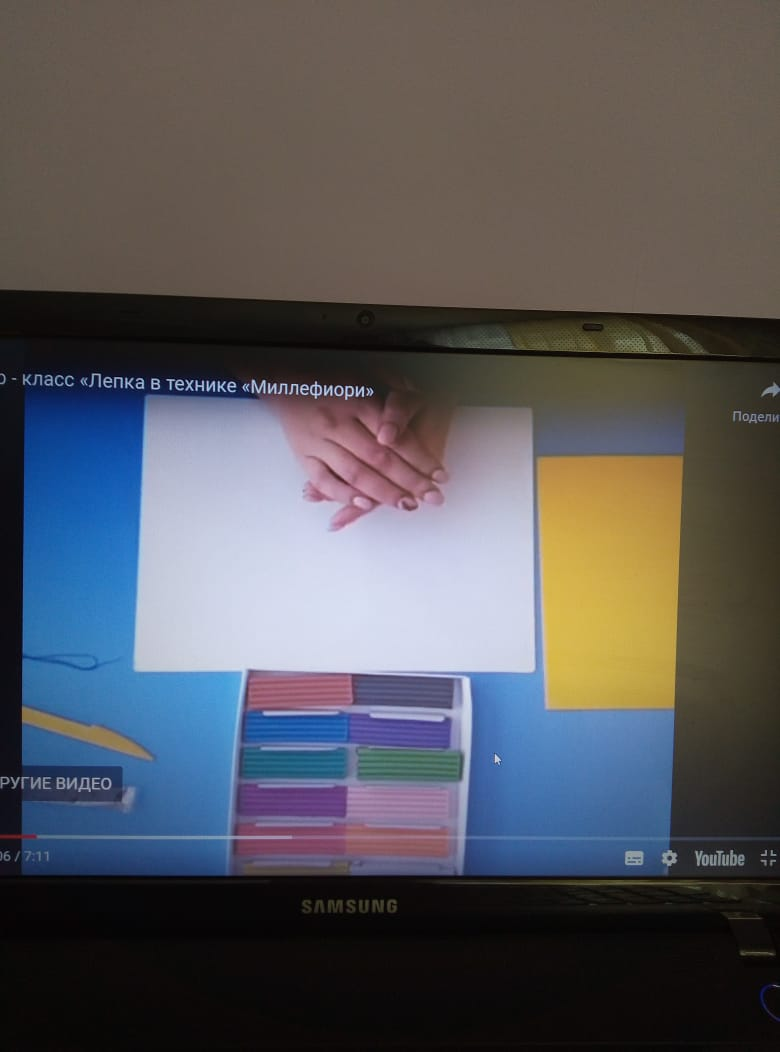 - класс «Лепка в технике «Миллефиори»
Подели
РУГИЕ ВИДЕО
06 / 7:11
YouTube
SAMSUNG